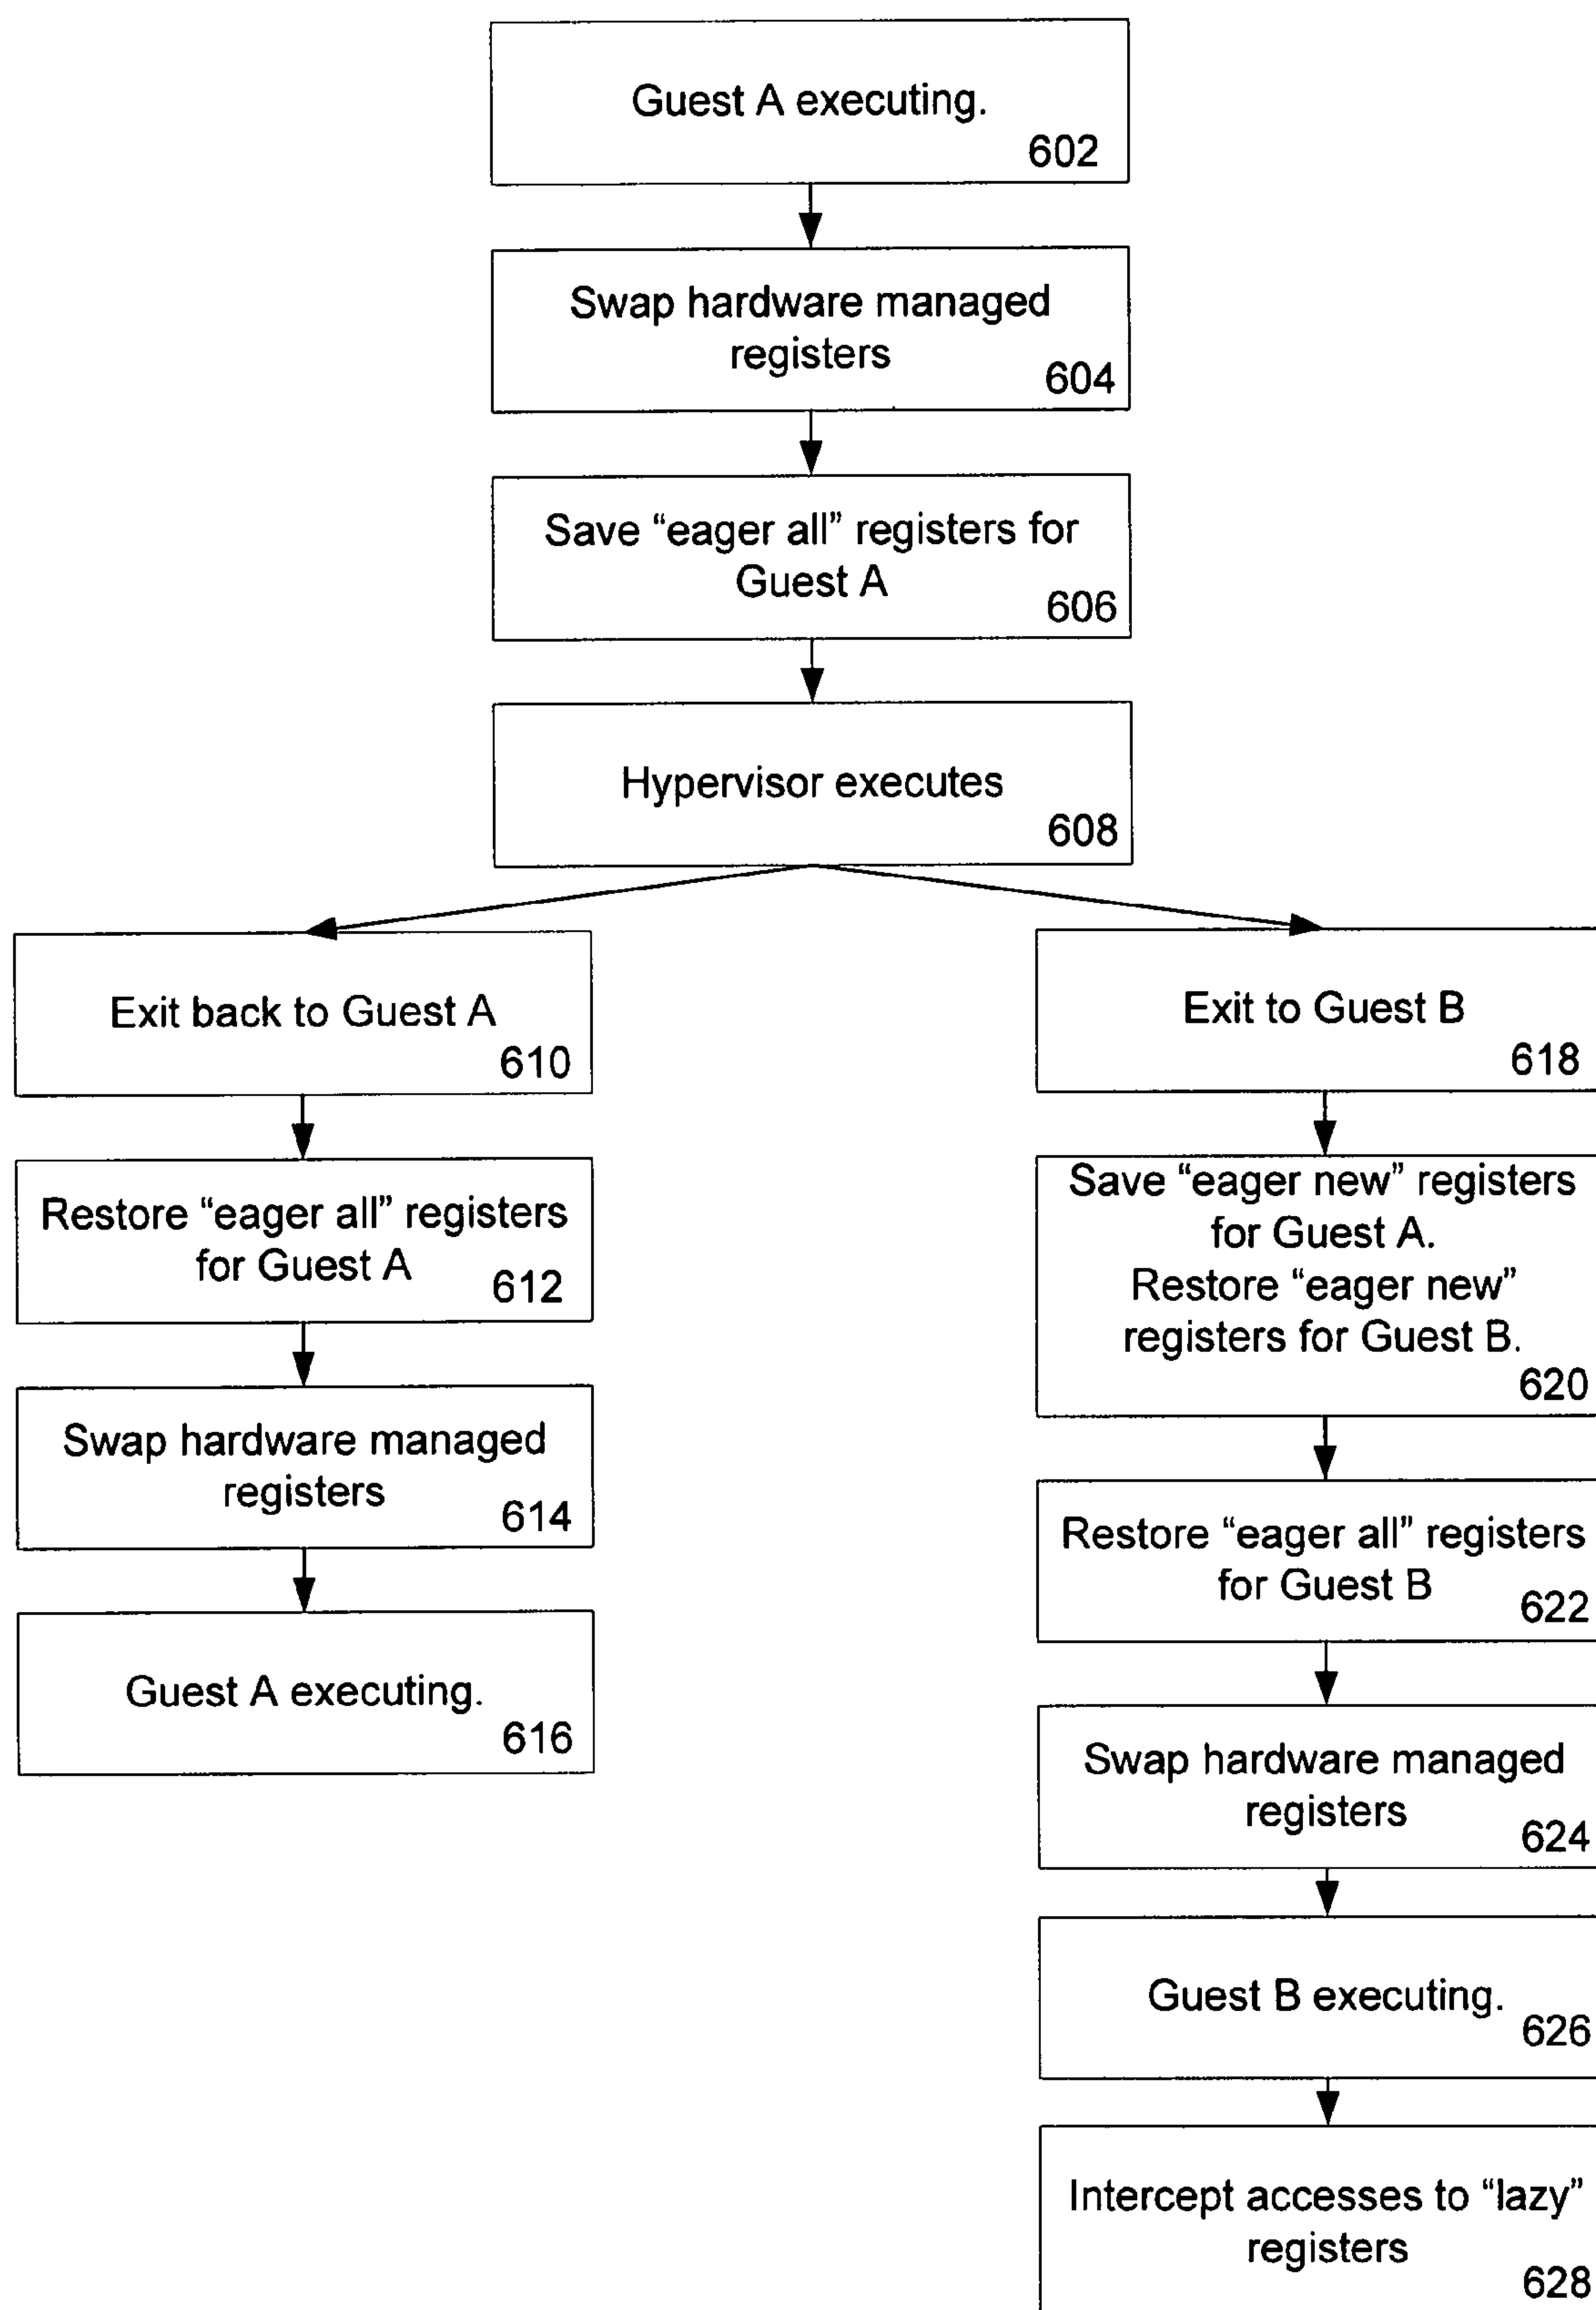 Guest A executing.
602
Swap hardware managed
registers
604
Save “eager all” registers for
Guest A
606
Hypervisor executes
608
Exit back to Guest A
610
Restore “eager all” registers
for Guest A
612
Swap hardware managed
registers
614
Guest A executing.
616
Exit to Guest B
618
Save “eager new” registers
for Guest A.
Restore “eager new”
registers for Guest B.
620
Restore “eager all” registers
for Guest B
622
Swap hardware managed
registers
624
Guest B executing.
626
Intercept accesses to “lazy”
registers
628